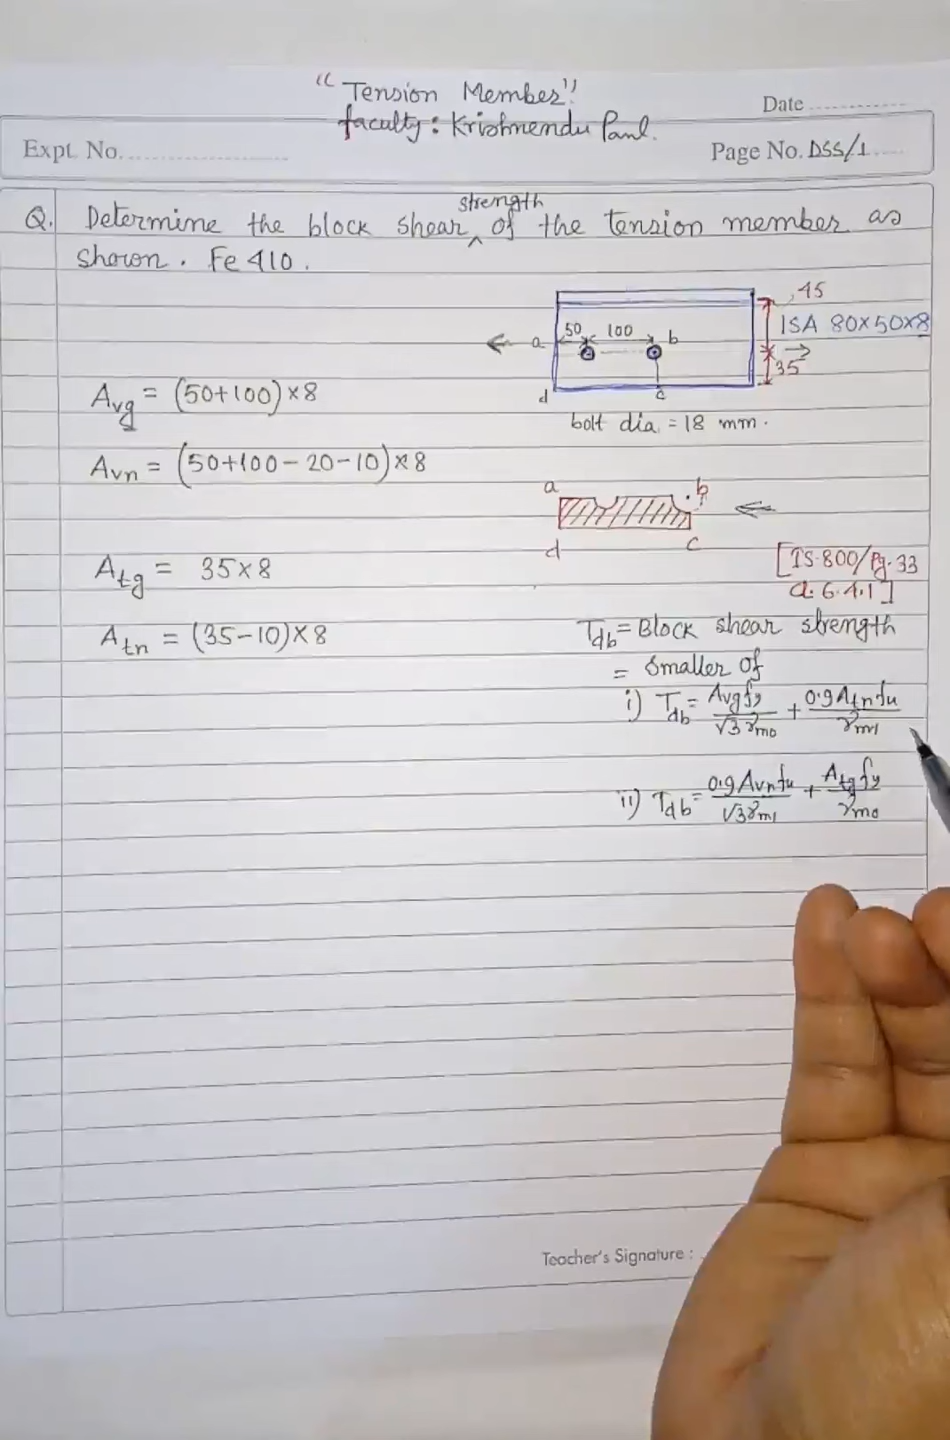 "Tension Member"
faculty: Krishnendu Paul.
Date
Expt. No.
Page No. DSS/1
Q. Determine the block shear strength of the tension member as
shown. Fe 410.
45
ISA 80×50×8
35
a 50 100 b
d c
bolt dia = 18 mm.
Avg = (50+100)×8
Avn = (50+100-20-10)×8
a b
d c
[IS-800/Pg.33
Cl. 6.4.1]
Atg = 35×8
Atn = (35-10)×8
Tdb = Block shear strength
= Smaller of
i) Tdb = Avg fy / √3 γm0 + 0.9 Atn fu / γm1
ii) Tdb = 0.9 Avn fu / √3 γm1 + Atg fy / γm0
Teacher's Signature :